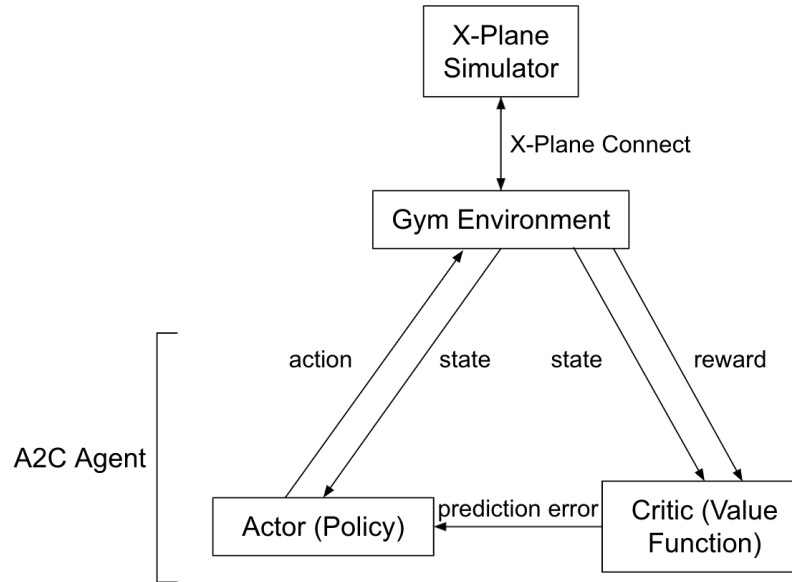 X-Plane
Simulator
X-Plane Connect
Gym Environment
action
state
state
reward
A2C Agent
Actor (Policy)
prediction error
Critic (Value
Function)